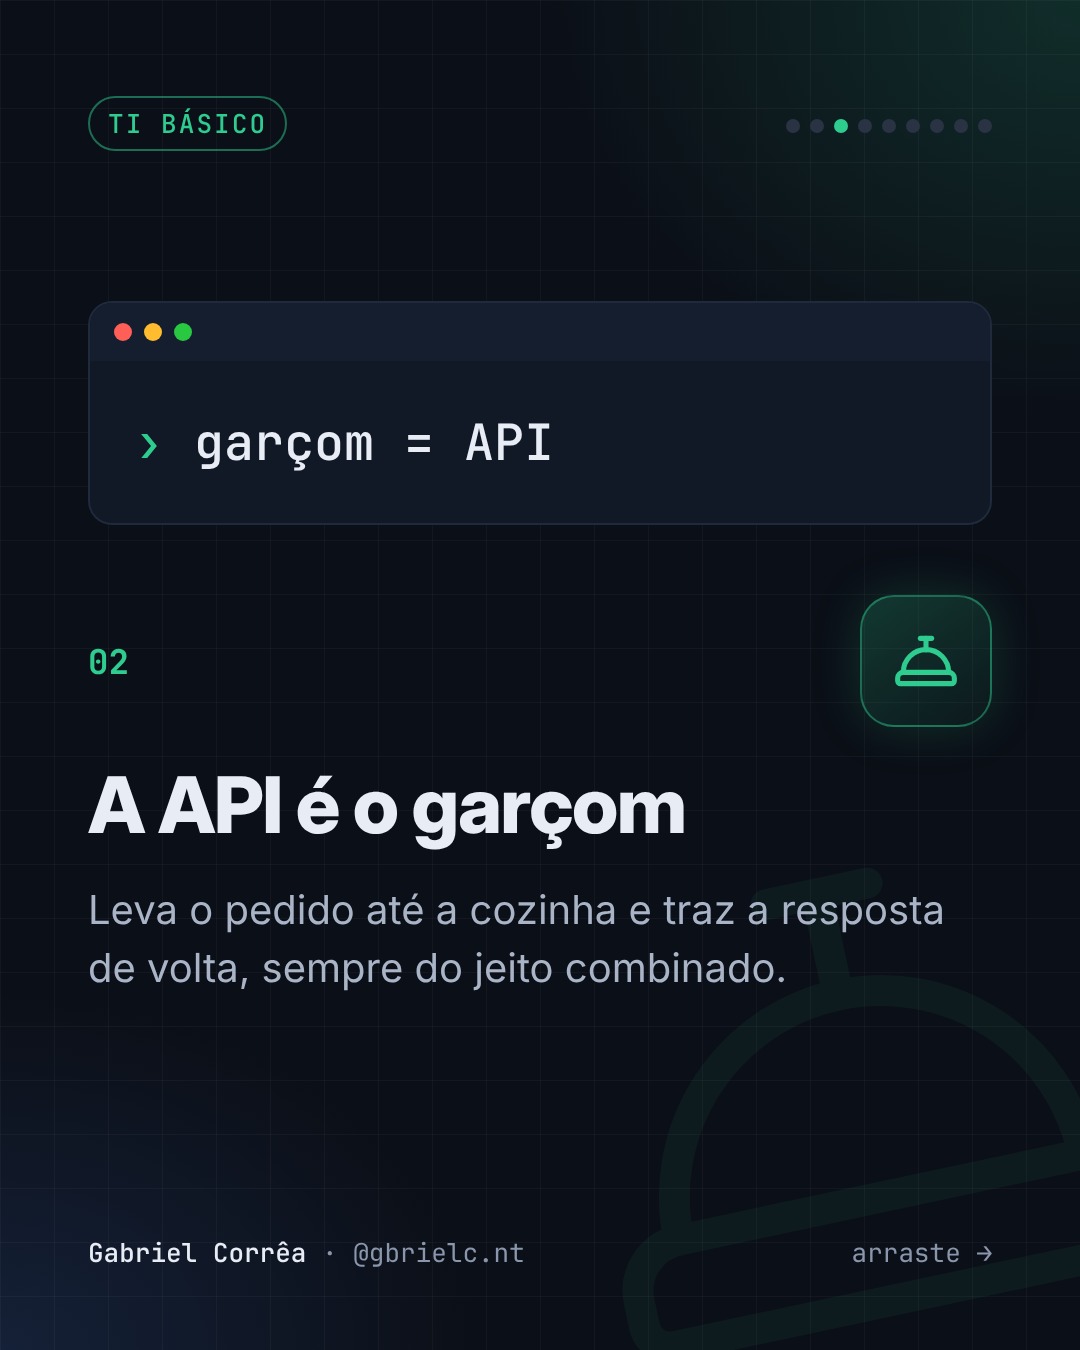 TI BÁSICO
› garçom = API
02
A API é o garçom
Leva o pedido até a cozinha e traz a resposta
de volta, sempre do jeito combinado.
Gabriel Corrêa · @gbrielc.nt
arraste →